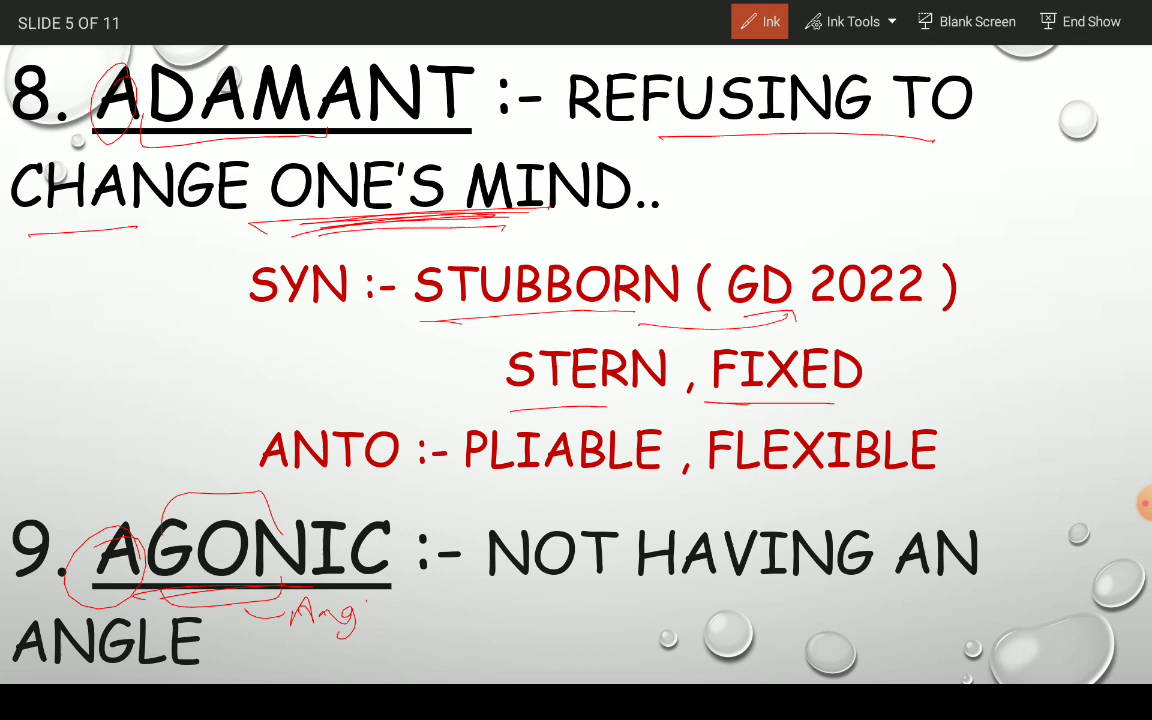 SLIDE 5 OF 11
Ink
Ink Tools
Blank Screen
End Show
8. ADAMANT :- REFUSING TO
CHANGE ONE'S MIND..
SYN :- STUBBORN ( GD 2022 )
STERN , FIXED
ANTO :- PLIABLE , FLEXIBLE
9. AGONIC :- NOT HAVING AN
Ang
ANGLE